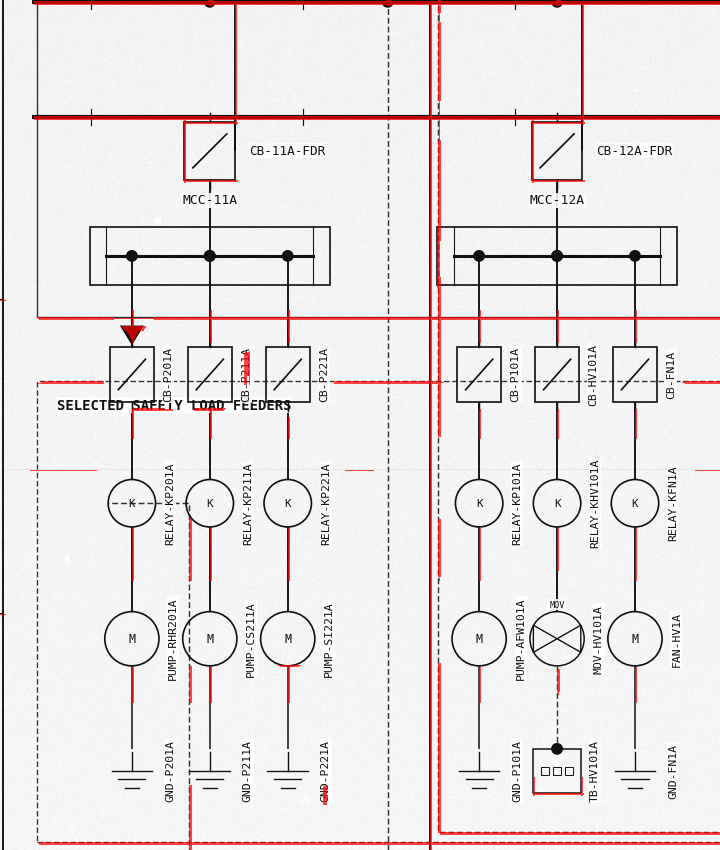 CB-11A-FDR CB-12A-FDR
MCC-11A MCC-12A
CB-P201A CB-P211A CB-P221A CB-P101A CB-HV101A CB-FN1A
SELECTED SAFETY LOAD FEEDERS
K K K K K K
RELAY-KP201A RELAY-KP211A RELAY-KP221A RELAY-KP101A RELAY-KHV101A RELAY-KFN1A
MOV
M M M M M
PUMP-RHR201A PUMP-CS211A PUMP-SI221A PUMP-AFW101A MOV-HV101A FAN-HV1A
GND-P201A GND-P211A GND-P221A GND-P101A TB-HV101A GND-FN1A